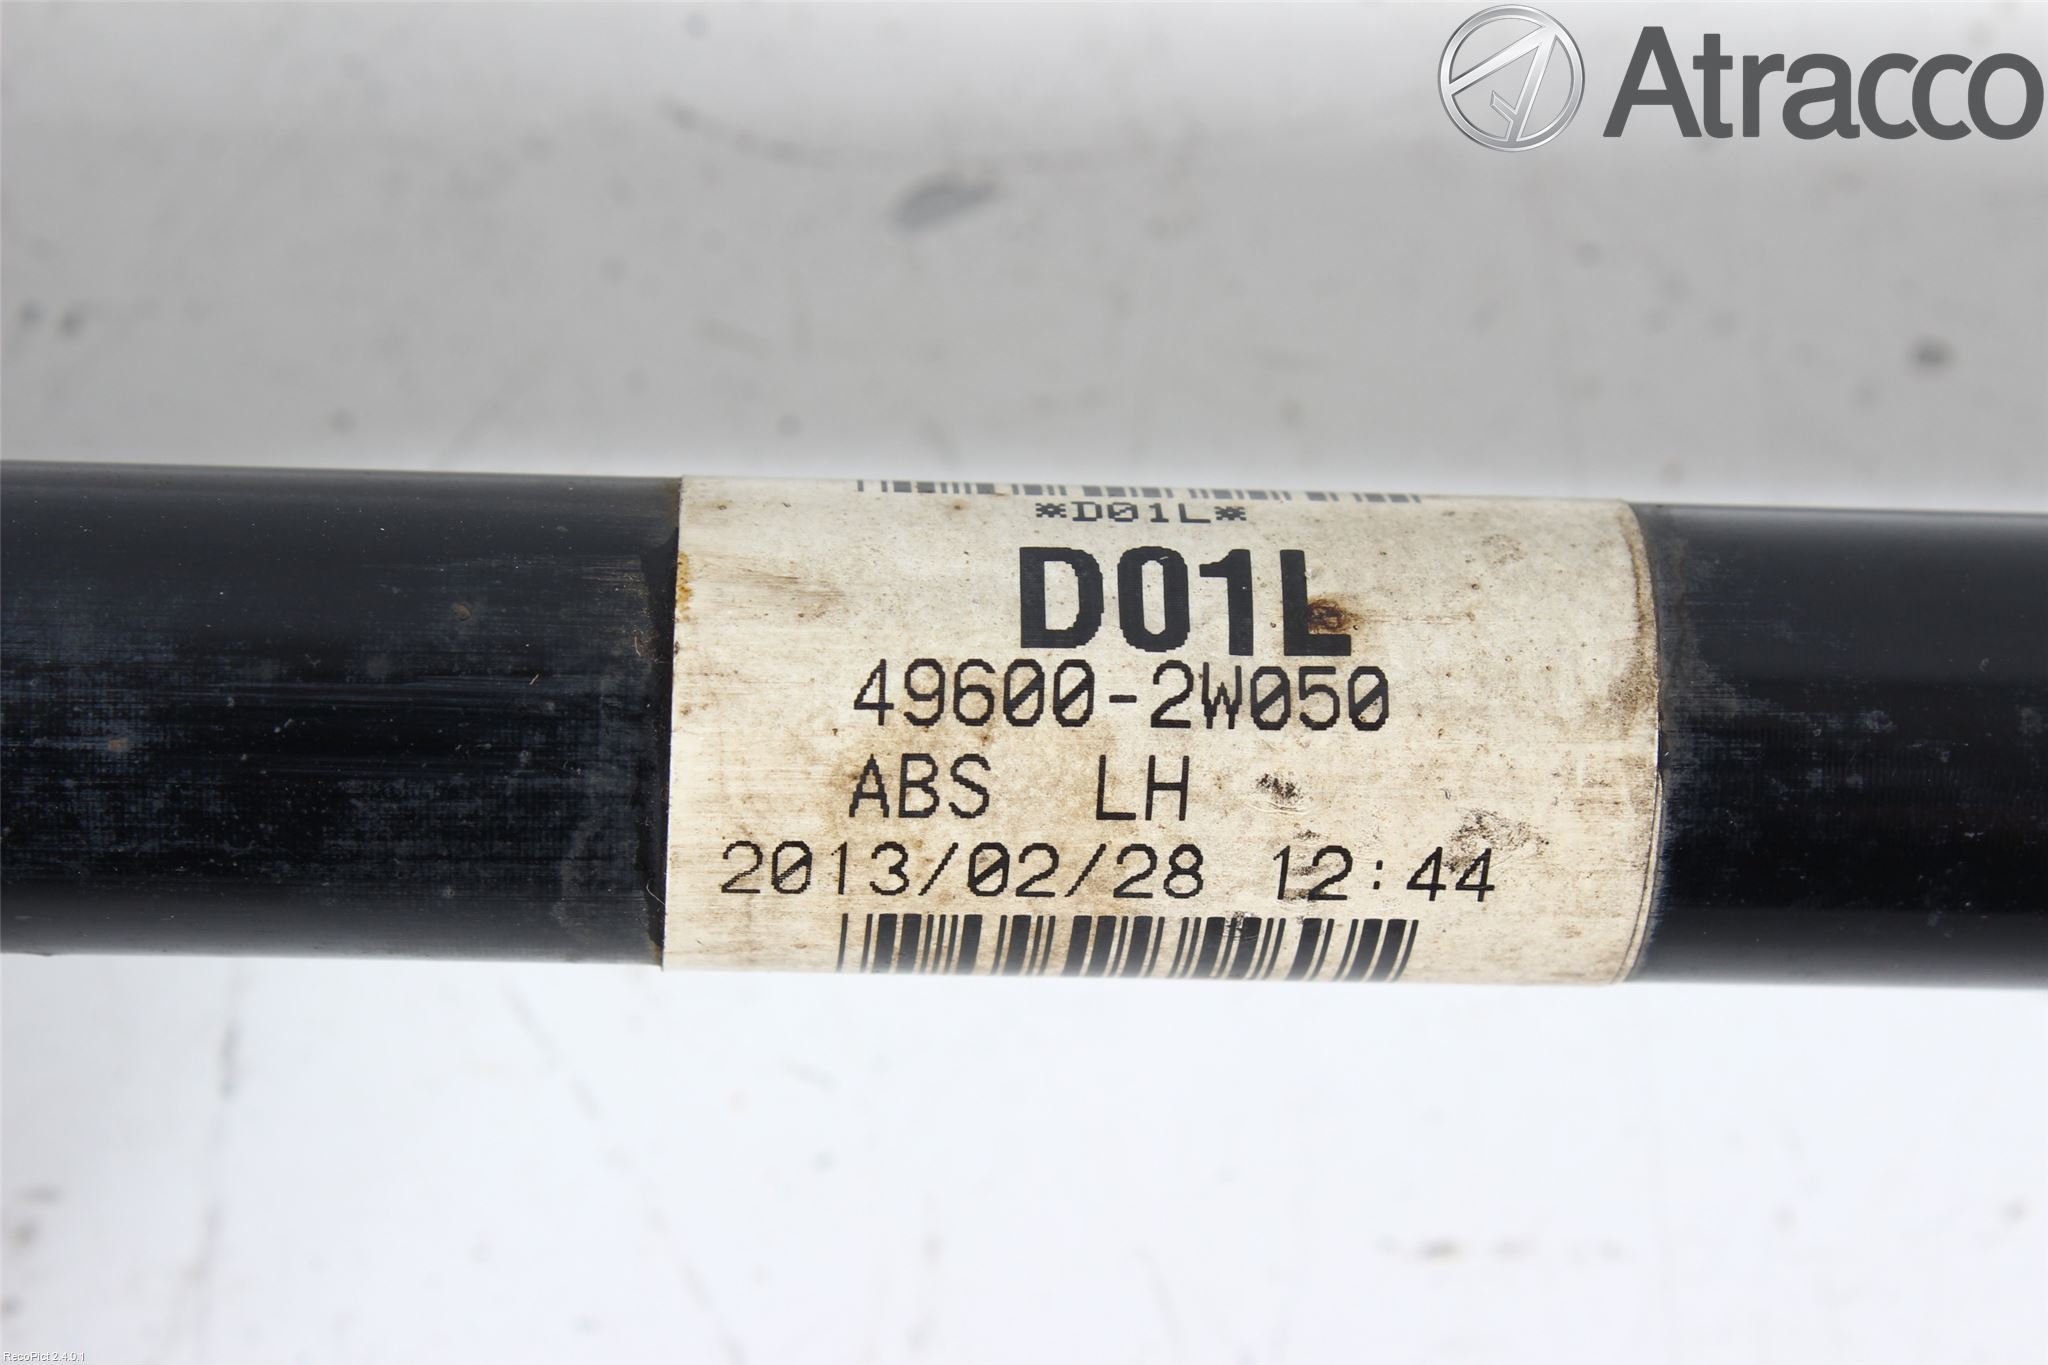 Atracco
*D01L*
D01L
49600-2W050
ABS LH
2013/02/28 12:44
RecoPict 2.4.0.1